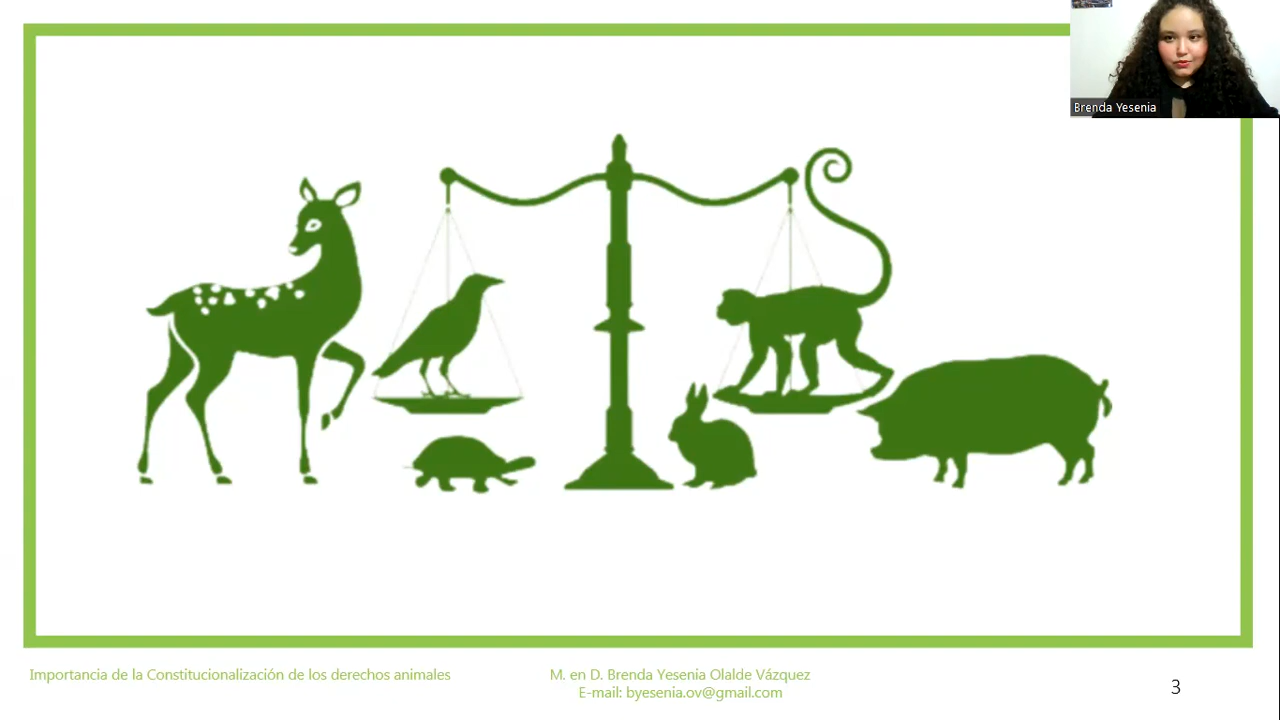 Brenda Yesenia
Importancia de la Constitucionalización de los derechos animales
M. en D. Brenda Yesenia Olalde Vázquez
E-mail: byesenia.ov@gmail.com
3